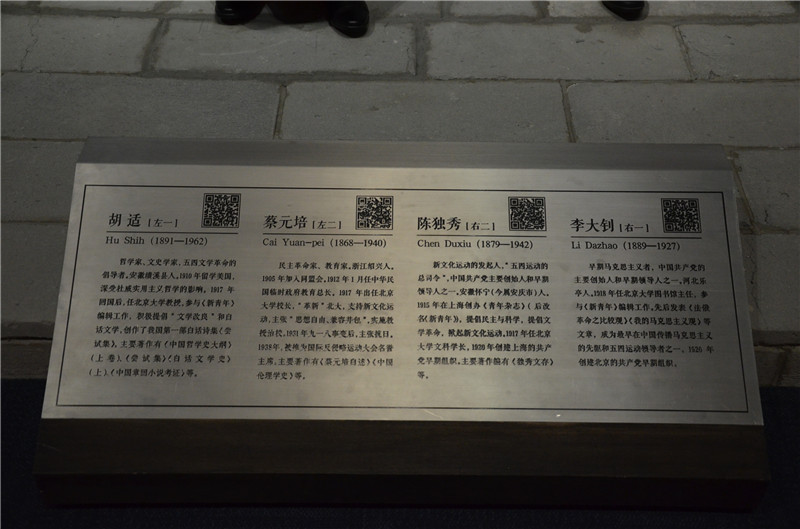 胡 适 [左一]
Hu Shih (1891—1962)
哲学家、文史学家，五四文学革命的
倡导者。安徽绩溪县人。1910年留学美国，
深受杜威实用主义哲学的影响。1917年
回国后，任北京大学教授，参与《新青年》
编辑工作，积极提倡“文学改良”和白
话文学，创作了我国第一部白话诗集《尝
试集》。主要著作有《中国哲学史大纲》
（上卷）、《尝试集》、《白话文学史》
（上）、《中国章回小说考证》等。
蔡元培 [左二]
Cai Yuan-pei (1868—1940)
民主革命家、教育家，浙江绍兴人。
1905年加入同盟会。1912年1月任中华民
国临时政府教育总长。1917年出任北京大
学校长，“革新”北大，支持新文化运
动，主张“思想自由、兼容并包”，实施教
授治校。1931年九一八事变后，主张抗日。
1938年，被推为国际反侵略运动大会名誉
主席。主要著作有《蔡元培自述》《中国
伦理学史》等。
陈独秀 [右二]
Chen Duxiu (1879—1942)
新文化运动的发起人，“五四运动的
总司令”，中国共产党主要创始人和早期
领导人之一。安徽怀宁（今属安庆市）人。
1915年在上海创办《青年杂志》（后改
名《新青年》），提倡民主与科学，提倡文
学革命，掀起新文化运动。1917年任北京大
学文科学长。1920年创建上海的共产
党早期组织。主要著作编有《独秀文存》
等。
李大钊 [右一]
Li Dazhao (1889—1927)
早期马克思主义者，中国共产党的
主要创始人和早期领导人之一，河北乐
亭人。1918年任北京大学图书馆主任，参
与《新青年》编辑工作。先后发表《法俄
革命之比较观》《我的马克思主义观》等
文章，成为最早在中国传播马克思主义
的先驱和五四运动领导者之一。1920年
创建北京的共产党早期组织。